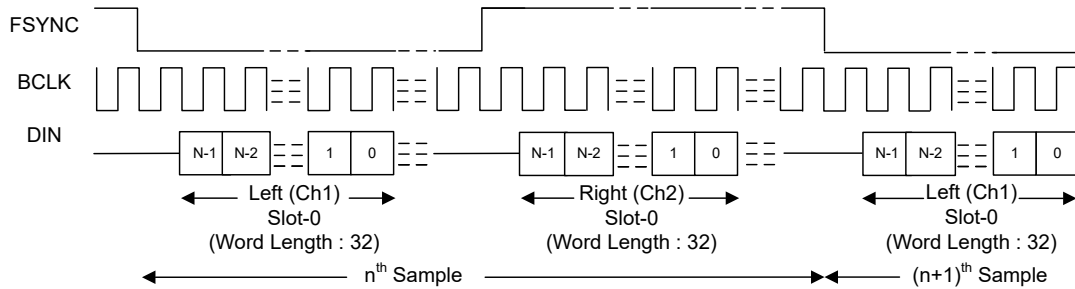 FSYNC
BCLK
DIN
N-1 N-2 1 0 N-1 N-2 1 0 N-1 N-2 1 0
Left (Ch1) Right (Ch2) Left (Ch1)
Slot-0 Slot-0 Slot-0
(Word Length : 32) (Word Length : 32) (Word Length : 32)
nth Sample (n+1)th Sample